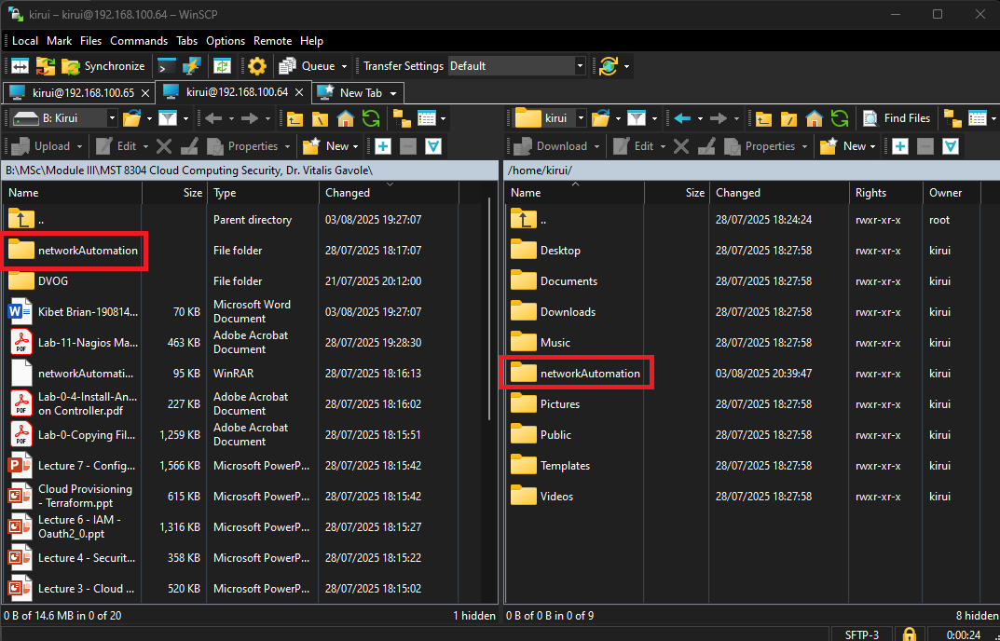 kirui – kirui@192.168.100.64 – WinSCP
Local Mark Files Commands Tabs Options Remote Help
Synchronize Queue Transfer Settings Default
kirui@192.168.100.65 kirui@192.168.100.64 New Tab
B: Kirui
kirui Find Files
Upload Edit Properties New
Download Edit Properties New
B:\MSc\Module III\MST 8304 Cloud Computing Security, Dr. Vitalis Gavole\
Name Size Type Changed
.. Parent directory 03/08/2025 19:27:07
networkAutomation File folder 28/07/2025 18:17:07
DVOG File folder 21/07/2025 20:12:00
Kibet Brian-190814... 70 KB Microsoft Word Document 03/08/2025 19:27:07
Lab-11-Nagios Ma... 463 KB Adobe Acrobat Document 28/07/2025 19:28:30
networkAutomati... 95 KB WinRAR 28/07/2025 18:16:13
Lab-0-4-Install-An...on Controller.pdf 227 KB Adobe Acrobat Document 28/07/2025 18:16:02
Lab-0-Copying Fil... 1,259 KB Adobe Acrobat Document 28/07/2025 18:15:51
Lecture 7 - Config... 1,566 KB Microsoft PowerP... 28/07/2025 18:15:42
Cloud Provisioning - Terraform.ppt 615 KB Microsoft PowerP... 28/07/2025 18:15:42
Lecture 6 - IAM - Oauth2_0.ppt 1,316 KB Microsoft PowerP... 28/07/2025 18:15:27
Lecture 4 - Securit... 358 KB Microsoft PowerP... 28/07/2025 18:15:22
Lecture 3 - Cloud ... 520 KB Microsoft PowerP... 28/07/2025 18:15:02
0 B of 14.6 MB in 0 of 20 1 hidden
/home/kirui/
Name Size Changed Rights Owner
.. 28/07/2025 18:24:24 rwxr-xr-x root
Desktop 28/07/2025 18:27:58 rwxr-xr-x kirui
Documents 28/07/2025 18:27:58 rwxr-xr-x kirui
Downloads 28/07/2025 18:27:58 rwxr-xr-x kirui
Music 28/07/2025 18:27:58 rwxr-xr-x kirui
networkAutomation 03/08/2025 20:39:47 rwxr-xr-x kirui
Pictures 28/07/2025 18:27:58 rwxr-xr-x kirui
Public 28/07/2025 18:27:58 rwxr-xr-x kirui
Templates 28/07/2025 18:27:58 rwxr-xr-x kirui
Videos 28/07/2025 18:27:58 rwxr-xr-x kirui
0 B of 0 B in 0 of 9 8 hidden
SFTP-3 0:00:24